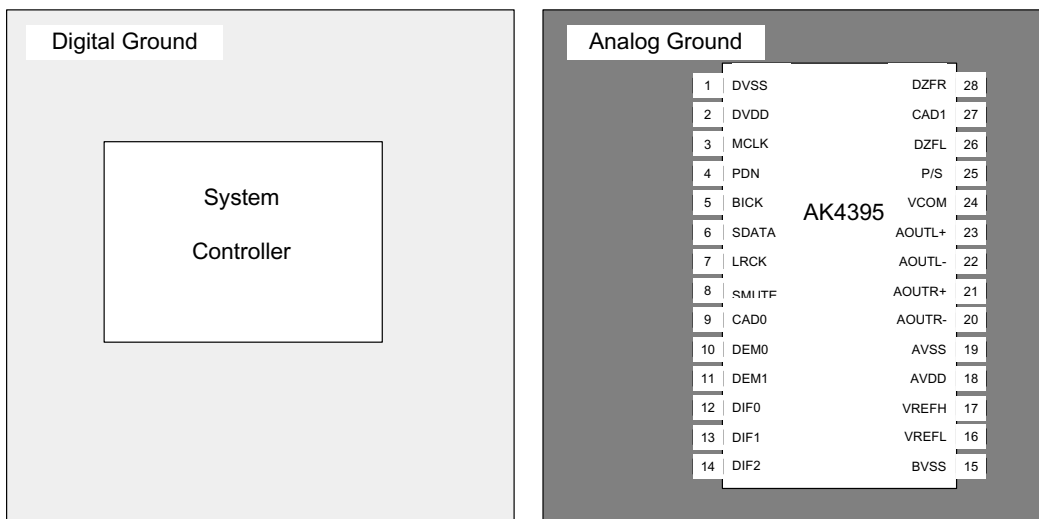 Digital Ground
System
Controller
Analog Ground
AK4395
1 DVSS
2 DVDD
3 MCLK
4 PDN
5 BICK
6 SDATA
7 LRCK
8 SMUTE
9 CAD0
10 DEM0
11 DEM1
12 DIF0
13 DIF1
14 DIF2
DZFR 28
CAD1 27
DZFL 26
P/S 25
VCOM 24
AOUTL+ 23
AOUTL- 22
AOUTR+ 21
AOUTR- 20
AVSS 19
AVDD 18
VREFH 17
VREFL 16
BVSS 15